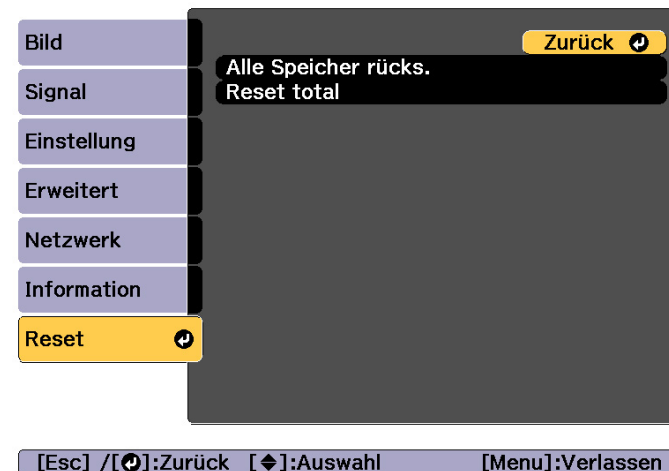 Bild
Signal
Einstellung
Erweitert
Netzwerk
Information
Reset
Zurück
Alle Speicher rücks.
Reset total
[Esc] /[⏎]:Zurück [◆]:Auswahl [Menu]:Verlassen